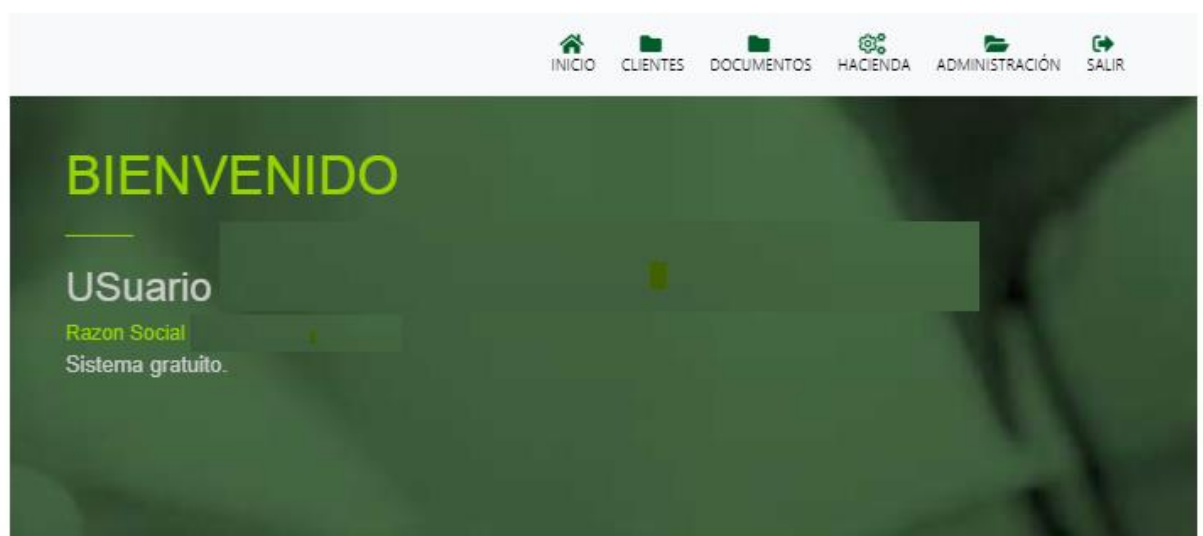 INICIO CLIENTES DOCUMENTOS HACIENDA ADMINISTRACIÓN SALIR
BIENVENIDO
USuario
Razon Social
Sistema gratuito.